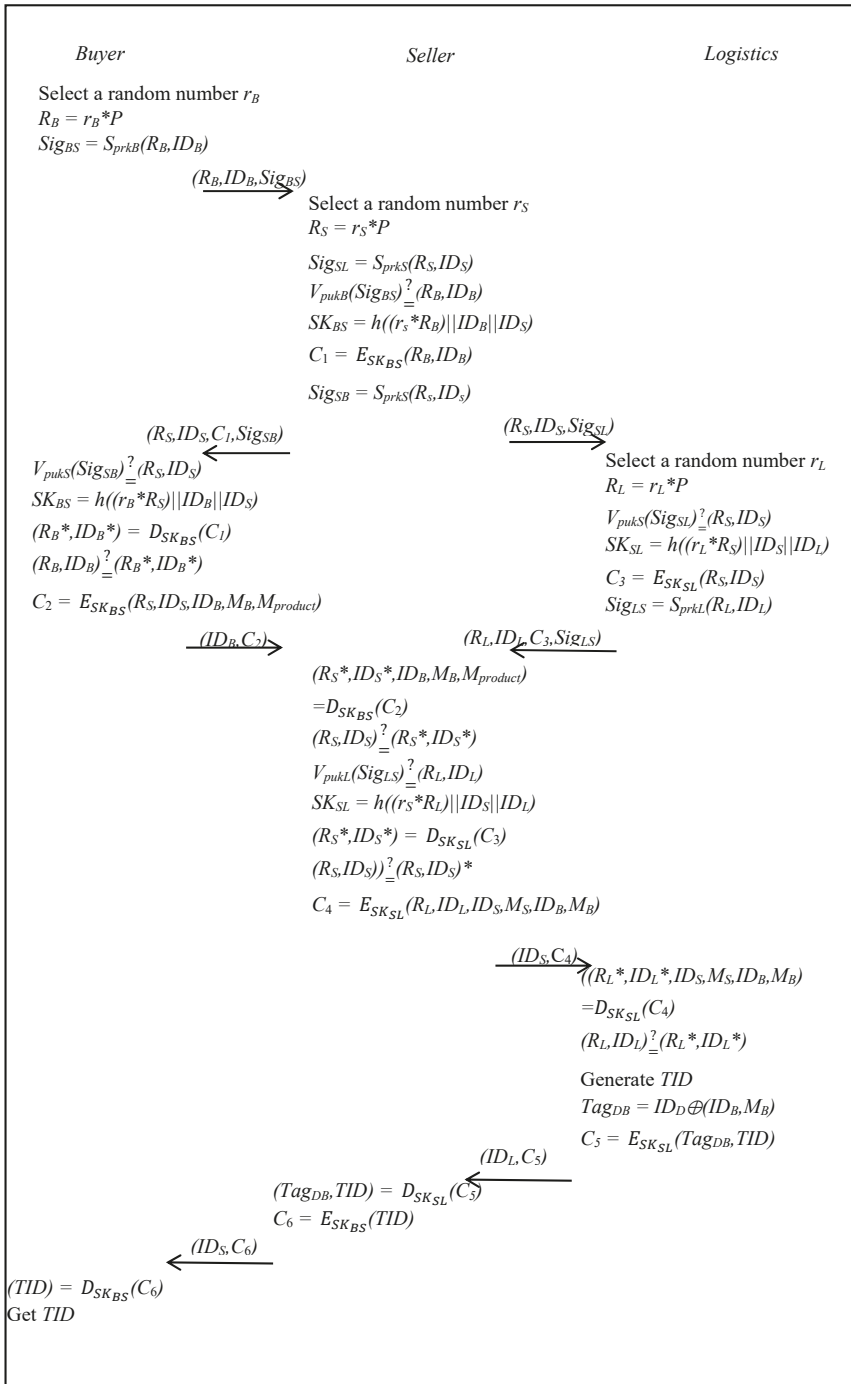 Buyer Seller Logistics
Select a random number r_B
R_B = r_B*P
Sig_BS = S_prkB(R_B,ID_B)
(R_B,ID_B,Sig_BS)
Select a random number r_S
R_S = r_S*P
Sig_SL = S_prkS(R_S,ID_S)
V_pukB(Sig_BS)≟(R_B,ID_B)
SK_BS = h((r_s*R_B)||ID_B||ID_S)
C_1 = E_SK_BS(R_B,ID_B)
Sig_SB = S_prkS(R_s,ID_s)
(R_S,ID_S,C_1,Sig_SB)
V_pukS(Sig_SB)≟(R_S,ID_S)
SK_BS = h((r_B*R_S)||ID_B||ID_S)
(R_B*,ID_B*) = D_SK_BS(C_1)
(R_B,ID_B)≟(R_B*,ID_B*)
C_2 = E_SK_BS(R_S,ID_S,ID_B,M_B,M_product)
(R_S,ID_S,Sig_SL)
Select a random number r_L
R_L = r_L*P
V_pukS(Sig_SL)≟(R_S,ID_S)
SK_SL = h((r_L*R_S)||ID_S||ID_L)
C_3 = E_SK_SL(R_S,ID_S)
Sig_LS = S_prkL(R_L,ID_L)
(ID_B,C_2)
(R_L,ID_L,C_3,Sig_LS)
(R_S*,ID_S*,ID_B,M_B,M_product)
=D_SK_BS(C_2)
(R_S,ID_S)≟(R_S*,ID_S*)
V_pukL(Sig_LS)≟(R_L,ID_L)
SK_SL = h((r_S*R_L)||ID_S||ID_L)
(R_S*,ID_S*) = D_SK_SL(C_3)
(R_S,ID_S))≟(R_S,ID_S)*
C_4 = E_SK_SL(R_L,ID_L,ID_S,M_S,ID_B,M_B)
(ID_S,C_4)
((R_L*,ID_L*,ID_S,M_S,ID_B,M_B)
=D_SK_SL(C_4)
(R_L,ID_L)≟(R_L*,ID_L*)
Generate TID
Tag_DB = ID_D⊕(ID_B,M_B)
C_5 = E_SK_SL(Tag_DB,TID)
(ID_L,C_5)
(Tag_DB,TID) = D_SK_SL(C_5)
C_6 = E_SK_BS(TID)
(ID_S,C_6)
(TID) = D_SK_BS(C_6)
Get TID